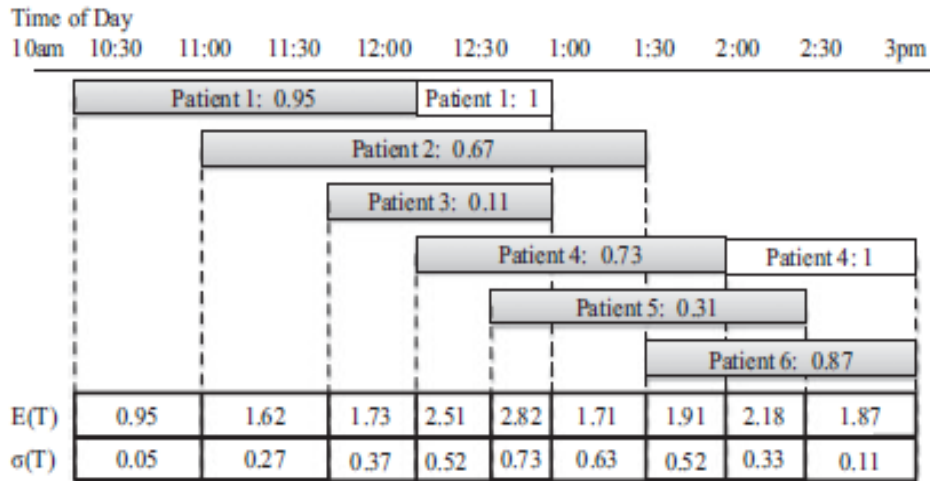 Time of Day
10am 10:30 11:00 11:30 12:00 12:30 1:00 1:30 2:00 2:30 3pm
Patient 1: 0.95 Patient 1: 1
Patient 2: 0.67
Patient 3: 0.11
Patient 4: 0.73 Patient 4: 1
Patient 5: 0.31
Patient 6: 0.87
E(T) 0.95 1.62 1.73 2.51 2.82 1.71 1.91 2.18 1.87
σ(T) 0.05 0.27 0.37 0.52 0.73 0.63 0.52 0.33 0.11